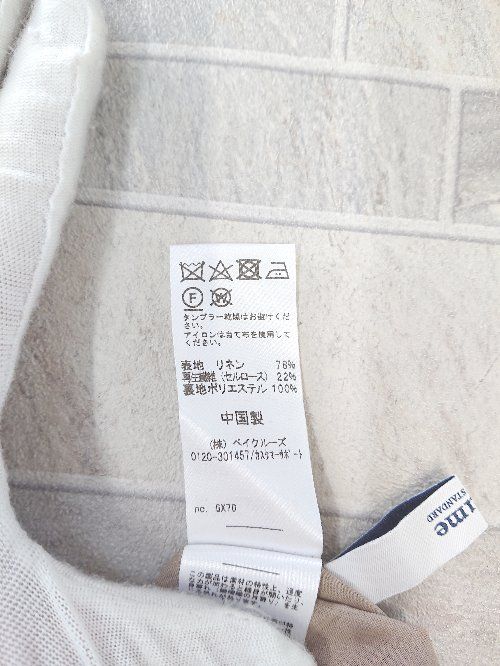 F
W
タンブラー乾燥はお避けくだ
さい。
アイロンは当て布を使用して
ください。
表地 リネン 78%
再生繊維(セルロース) 22%
裏地ポリエステル 100%
中国製
(株) ベイクルーズ
0120-301457/カスタマーサポート
no. GX70
ume
STANDARD